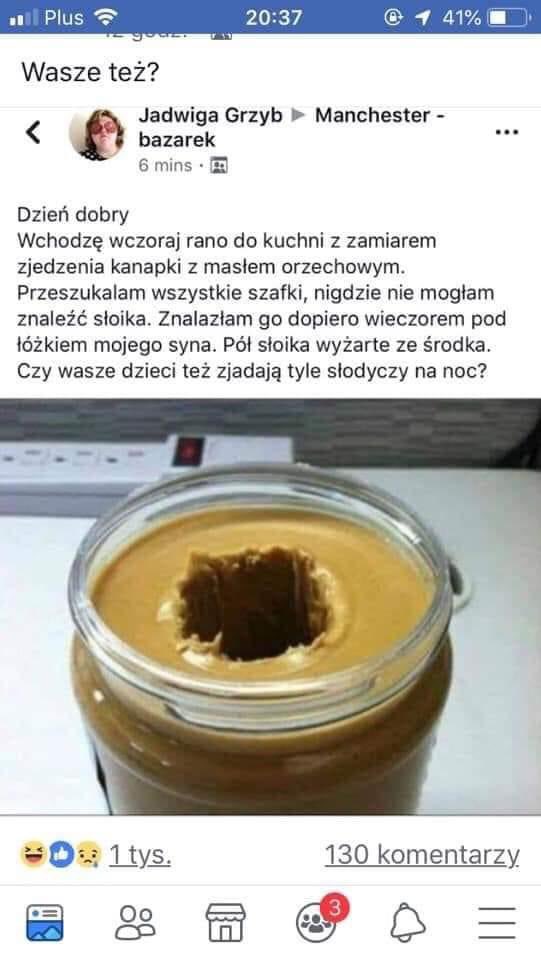 Plus 20:37 41%
Wasze też?
Jadwiga Grzyb ▶ Manchester -
bazarek
6 mins ·
Dzień dobry
Wchodzę wczoraj rano do kuchni z zamiarem
zjedzenia kanapki z masłem orzechowym.
Przeszukalam wszystkie szafki, nigdzie nie mogłam
znaleźć słoika. Znalazłam go dopiero wieczorem pod
łóżkiem mojego syna. Pół słoika wyżarte ze środka.
Czy wasze dzieci też zjadają tyle słodyczy na noc?
1 tys. 130 komentarzy
3